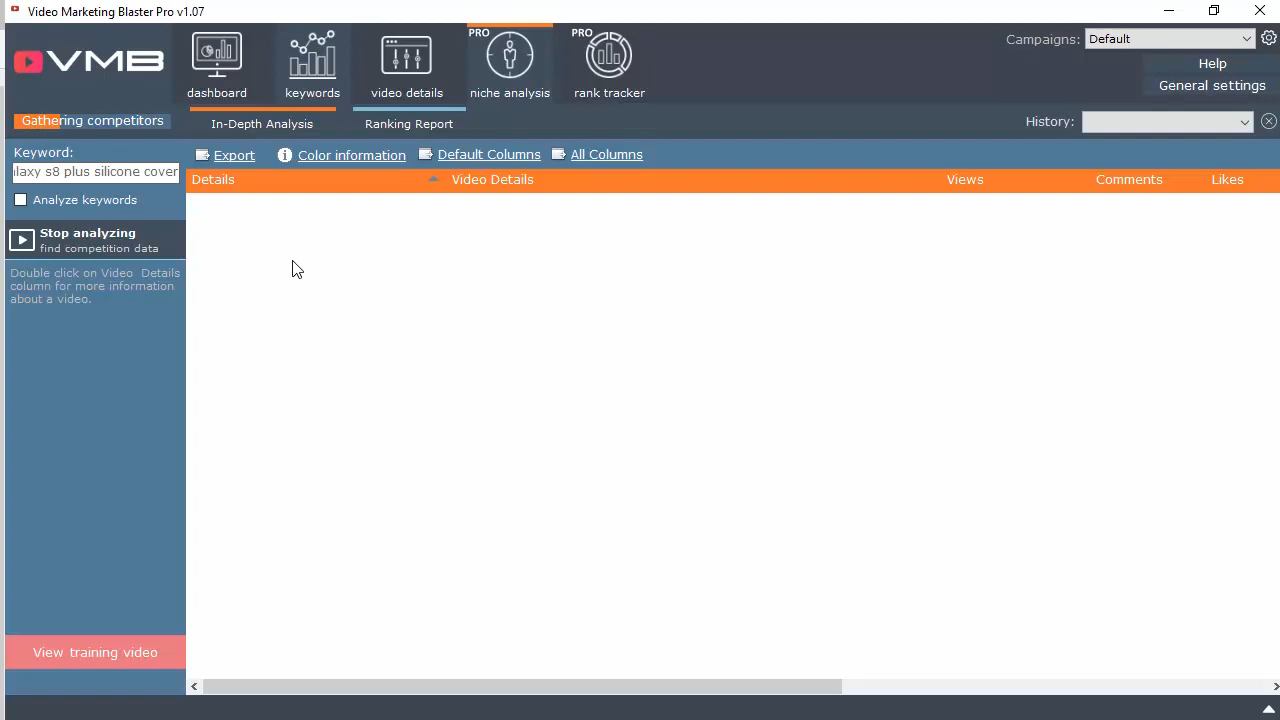 Video Marketing Blaster Pro v1.07
VMB
dashboard
keywords
video details
PRO
niche analysis
PRO
rank tracker
Campaigns:
Default
Help
General settings
Gathering competitors
In-Depth Analysis
Ranking Report
History:
Keyword:
laxy s8 plus silicone cover
Analyze keywords
Stop analyzing
find competition data
Double click on Video Details
column for more information
about a video.
Export
Color information
Default Columns
All Columns
Details
Video Details
Views
Comments
Likes
View training video